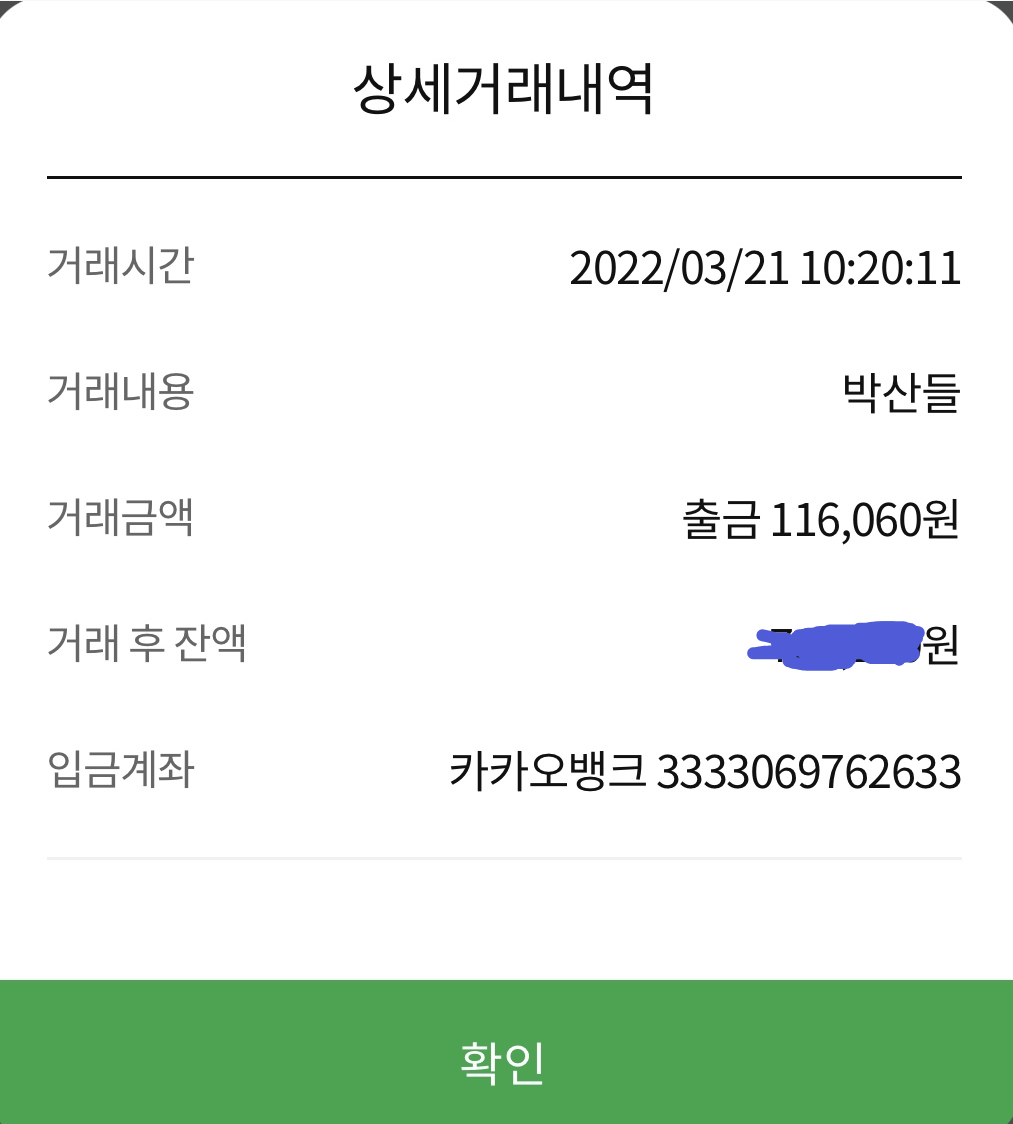 상세거래내역
거래시간 2022/03/21 10:20:11
거래내용 박산들
거래금액 출금 116,060원
거래 후 잔액 원
입금계좌 카카오뱅크 3333069762633
확인